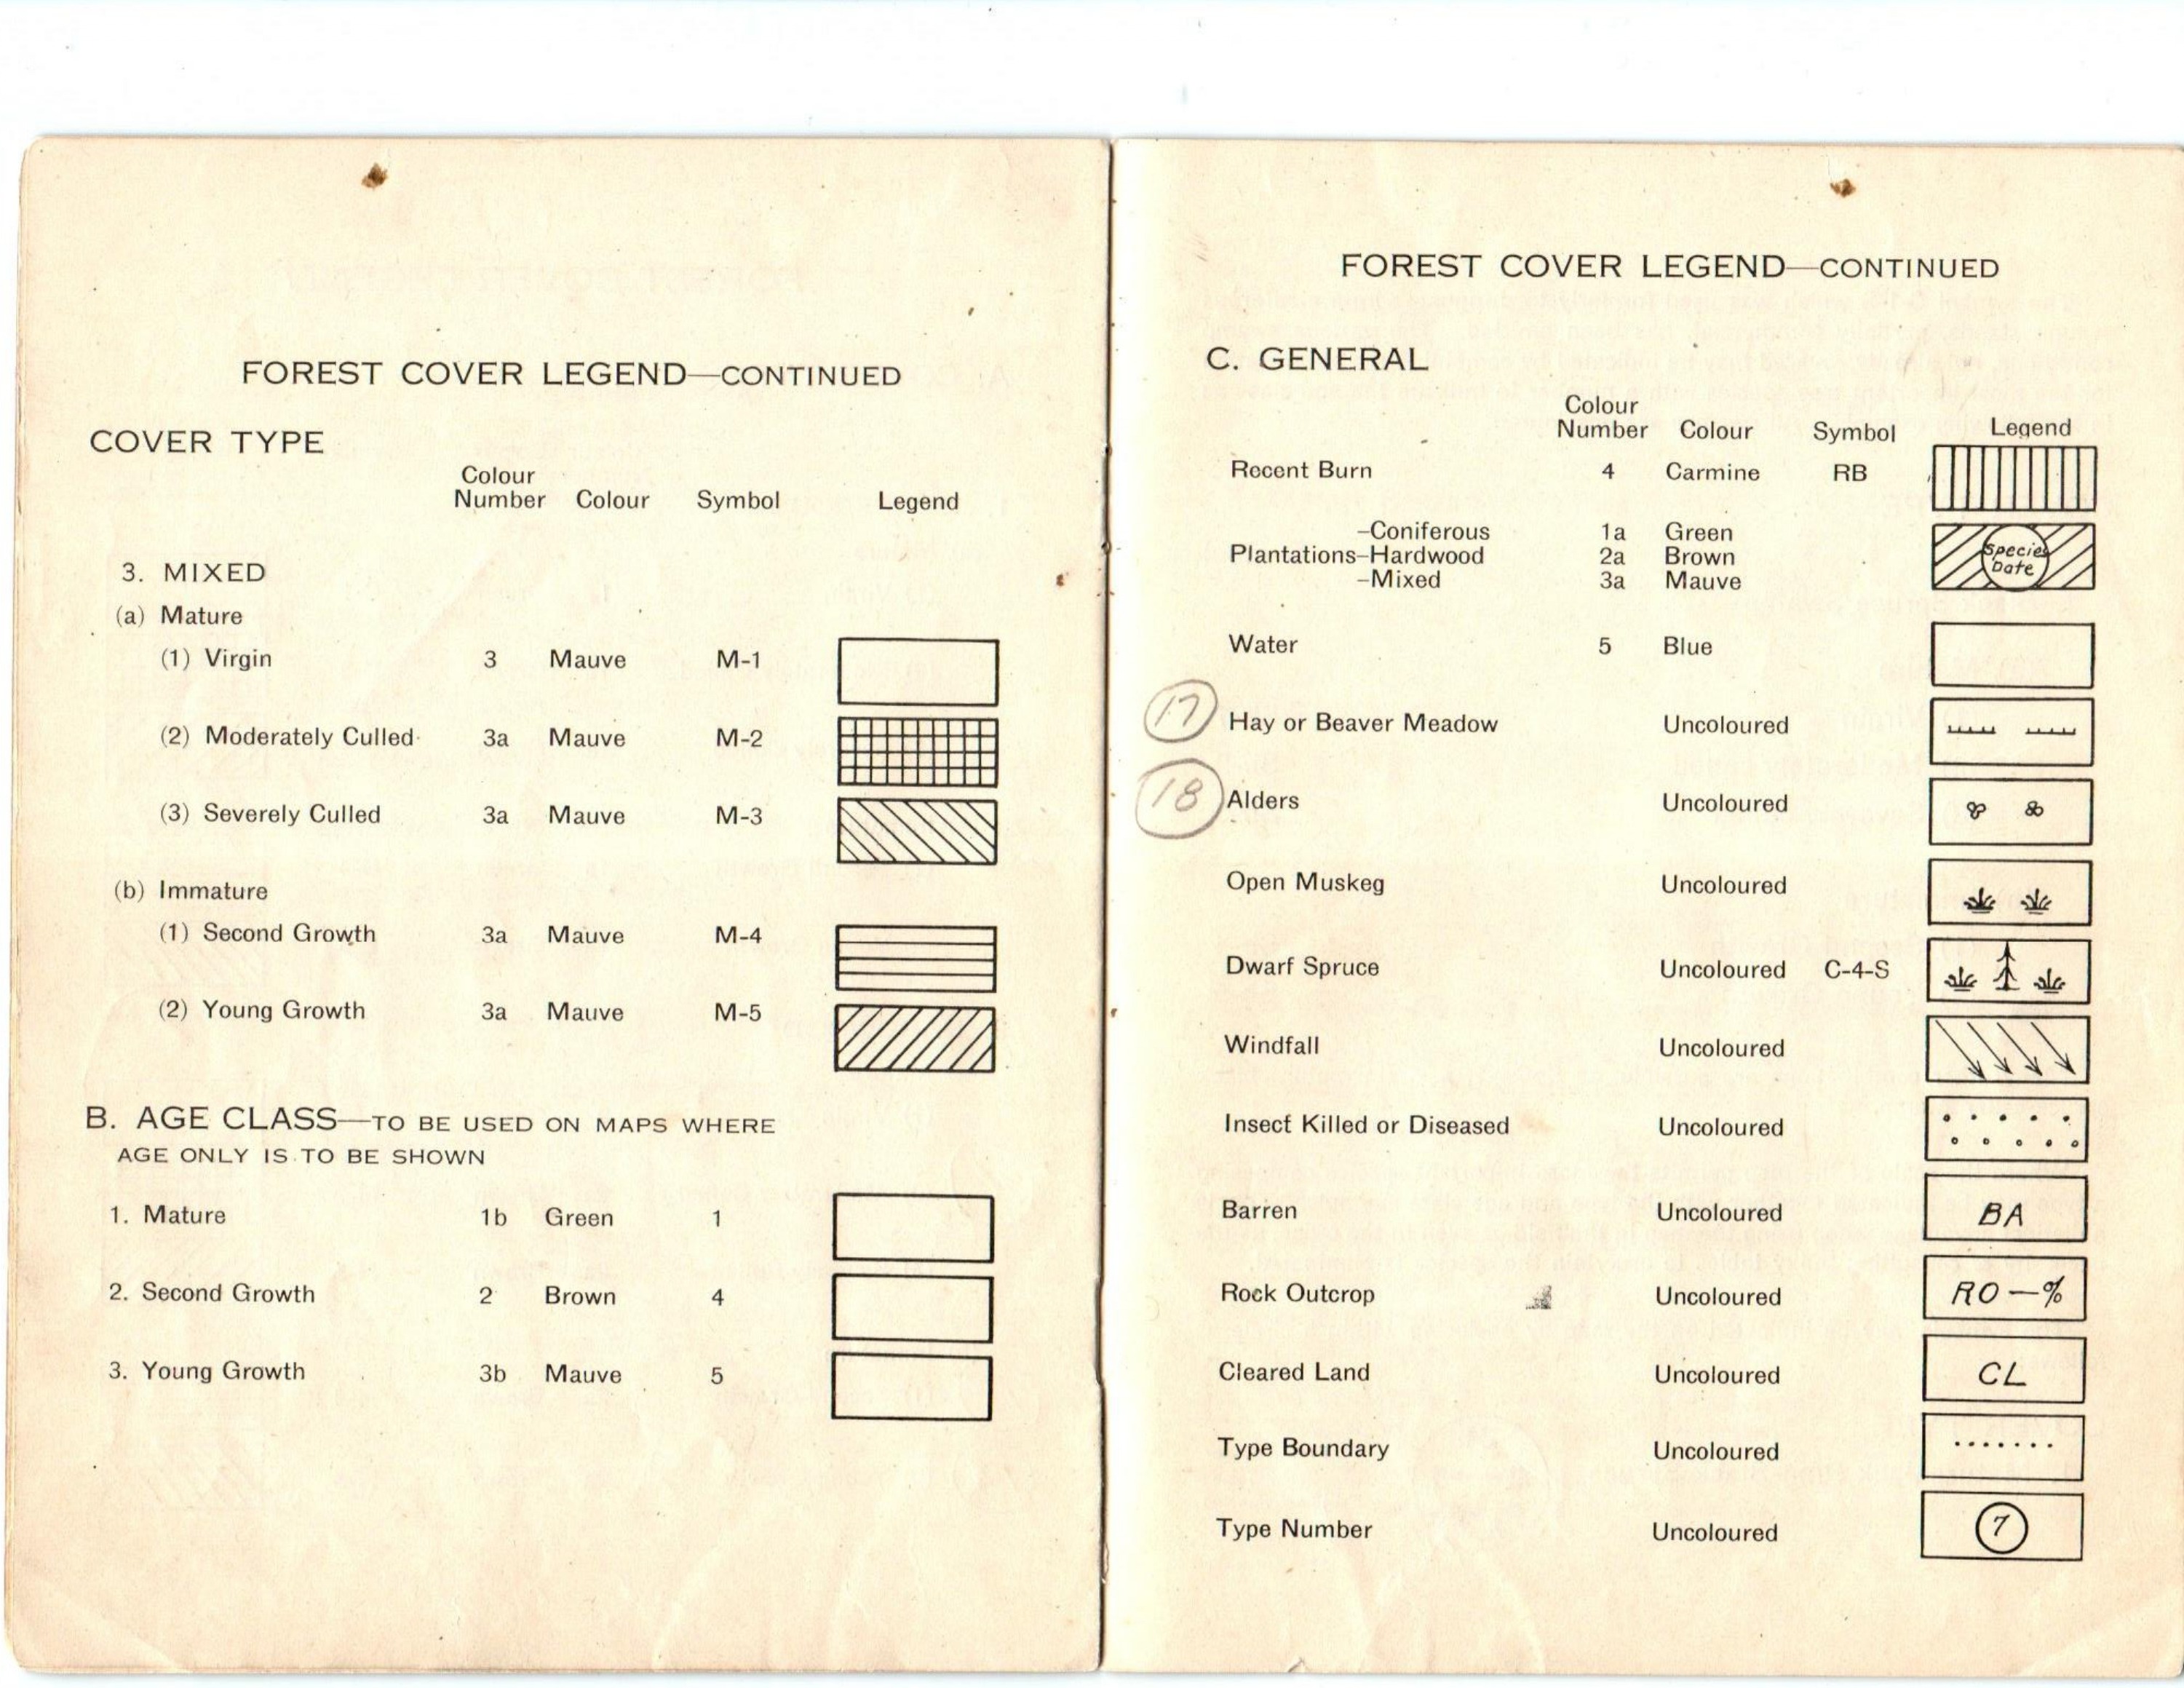 FOREST COVER LEGEND—CONTINUED
COVER TYPE
Colour Number Colour Symbol Legend
3. MIXED
(a) Mature
(1) Virgin 3 Mauve M-1
(2) Moderately Culled 3a Mauve M-2
(3) Severely Culled 3a Mauve M-3
(b) Immature
(1) Second Growth 3a Mauve M-4
(2) Young Growth 3a Mauve M-5
B. AGE CLASS—TO BE USED ON MAPS WHERE
AGE ONLY IS TO BE SHOWN
1. Mature 1b Green 1
2. Second Growth 2 Brown 4
3. Young Growth 3b Mauve 5
FOREST COVER LEGEND—CONTINUED
C. GENERAL
Colour Number Colour Symbol Legend
Recent Burn 4 Carmine RB
–Coniferous 1a Green
Plantations–Hardwood 2a Brown
–Mixed 3a Mauve
Species
Date
Water 5 Blue
17 Hay or Beaver Meadow Uncoloured
18 Alders Uncoloured
Open Muskeg Uncoloured
Dwarf Spruce Uncoloured C-4-S
Windfall Uncoloured
Insect Killed or Diseased Uncoloured
Barren Uncoloured BA
Rock Outcrop Uncoloured RO—%
Cleared Land Uncoloured CL
Type Boundary Uncoloured
Type Number Uncoloured 7